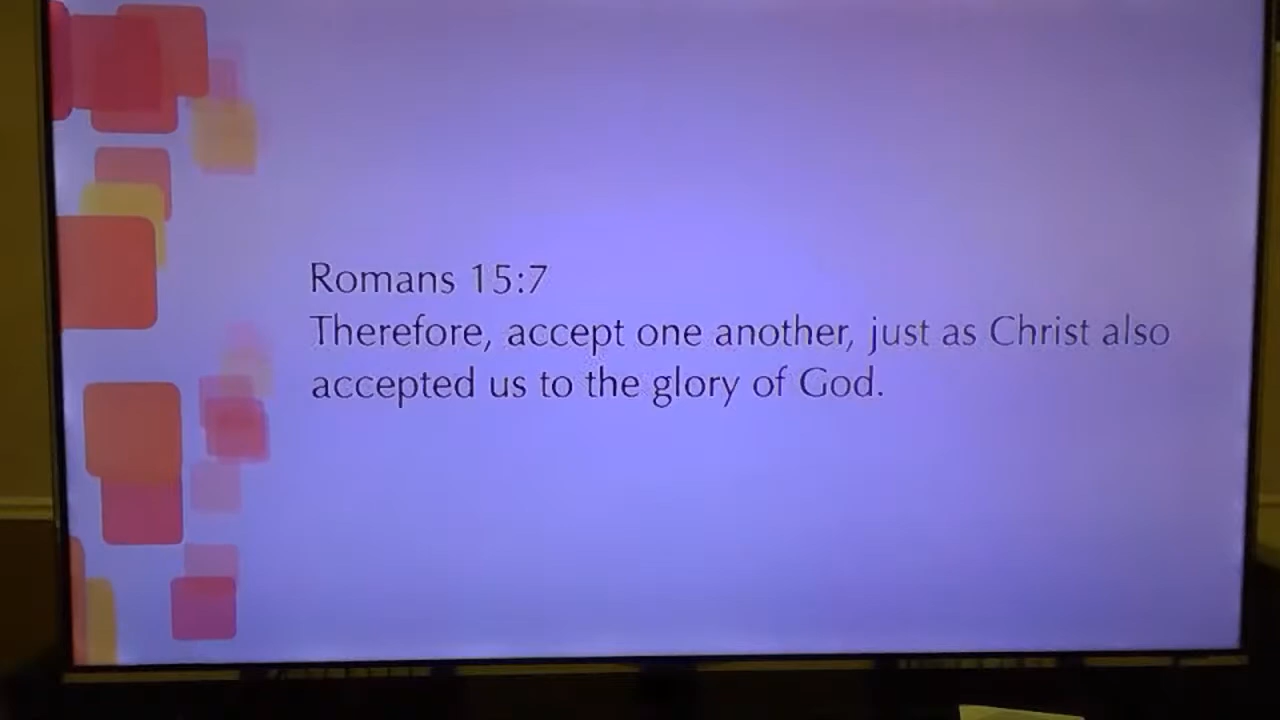 Romans 15:7
Therefore, accept one another, just as Christ also
accepted us to the glory of God.